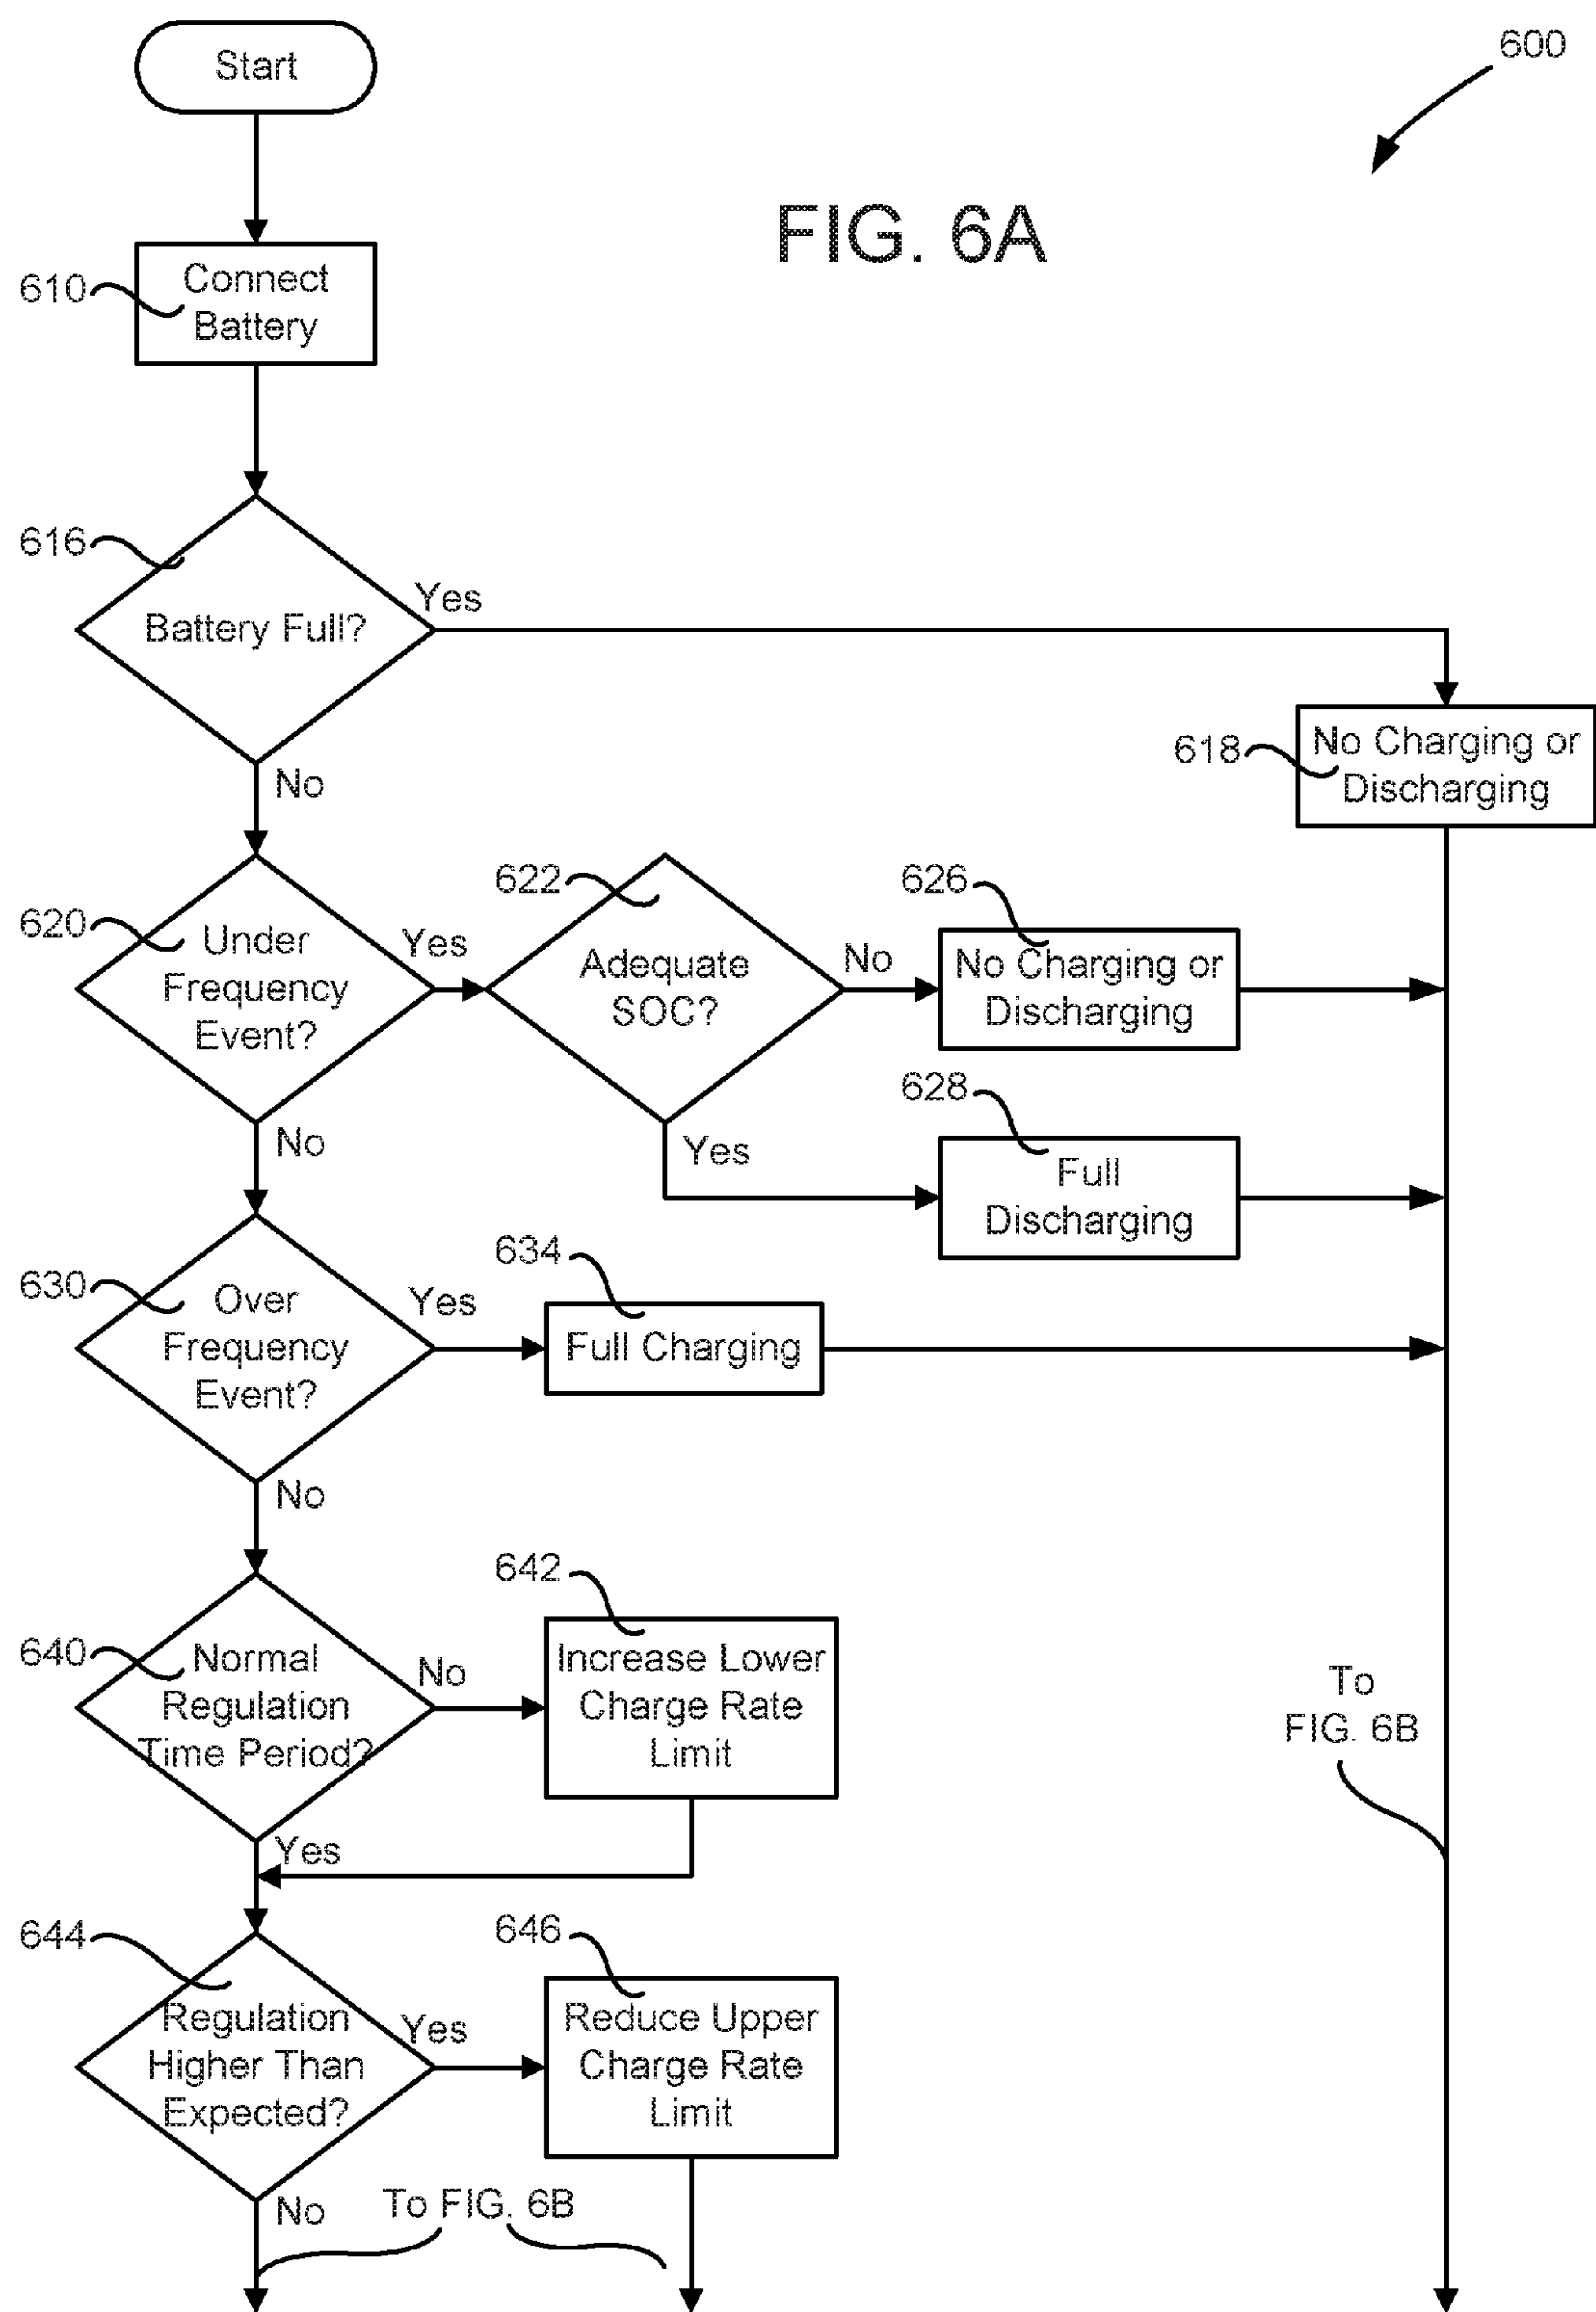 Start
600
FIG. 6A
610
Connect
Battery
616
Battery Full?
Yes
No
618
No Charging or
Discharging
620
Under
Frequency
Event?
Yes
No
622
Adequate
SOC?
No
Yes
626
No Charging or
Discharging
628
Full
Discharging
630
Over
Frequency
Event?
Yes
No
634
Full Charging
640
Normal
Regulation
Time Period?
No
Yes
642
Increase Lower
Charge Rate
Limit
To
FIG. 6B
644
Regulation
Higher Than
Expected?
Yes
No
646
Reduce Upper
Charge Rate
Limit
To FIG. 6B